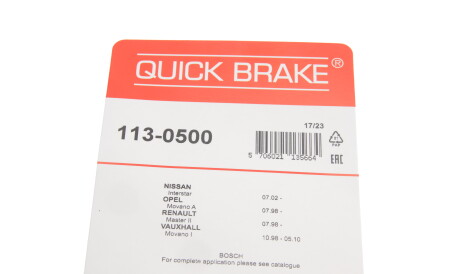 QUICK BRAKE®
17/23
113-0500
5 706021 135664
PAP
EAC
NISSAN
Interstar 07.02 -
OPEL
Movano A 07.98 -
RENAULT
Master II 07.98 -
VAUXHALL
Movano I 10.98 - 05.10
BOSCH
For complete application please see catalogue